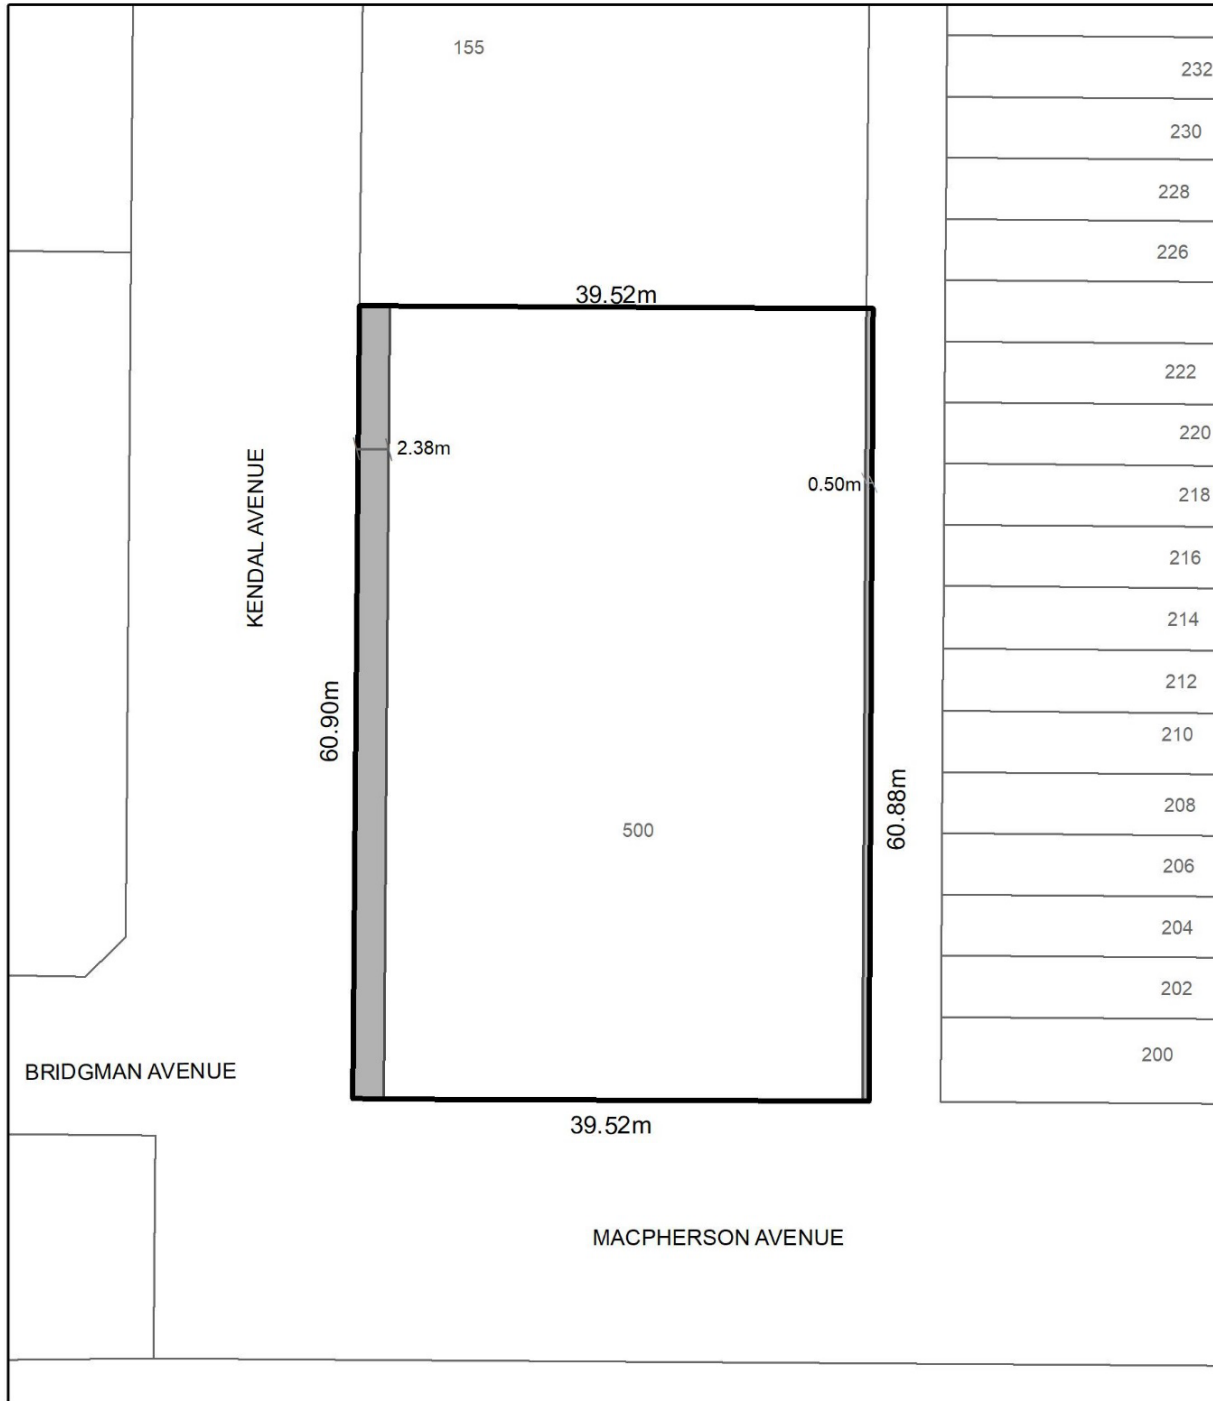 155
232
230
228
226
39.52m
222
220
2.38m
KENDAL AVENUE
0.50m
218
216
214
212
60.90m
210
60.88m
208
500
206
204
202
200
BRIDGMAN AVENUE
39.52m
MACPHERSON AVENUE